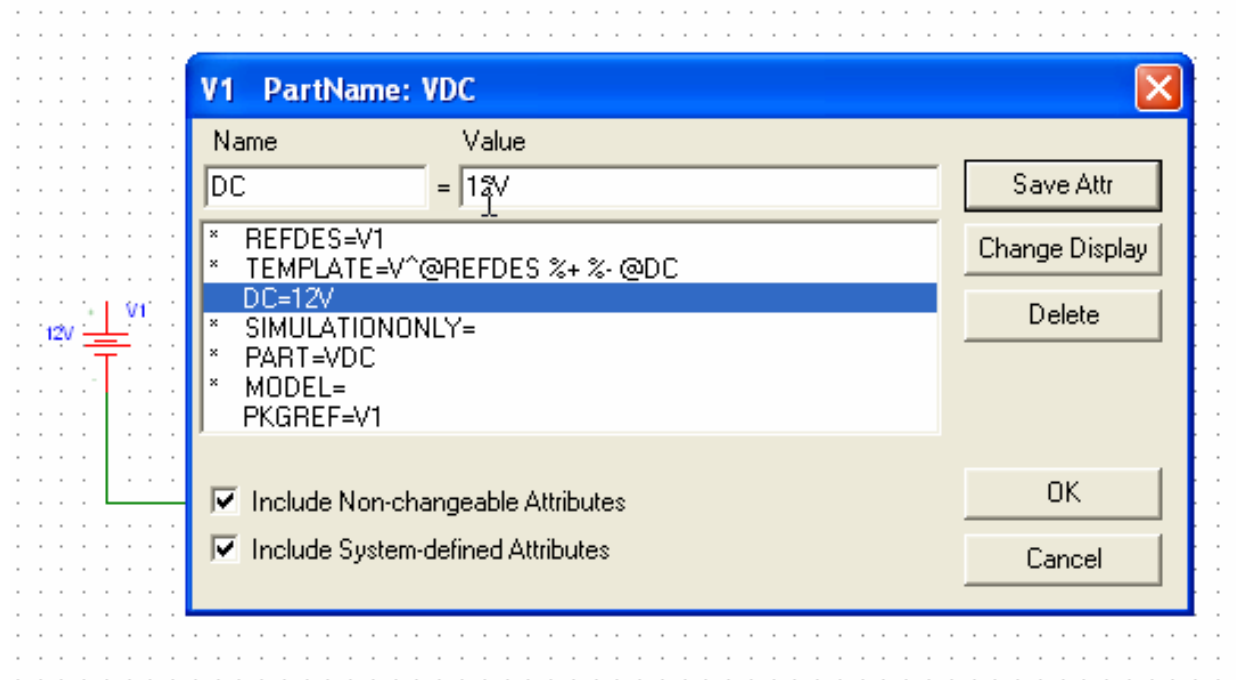 V1 PartName: VDC
Name Value
DC = 12V
Save Attr
* REFDES=V1
* TEMPLATE=V^@REFDES %+ %- @DC
DC=12V
* SIMULATIONONLY=
* PART=VDC
* MODEL=
PKGREF=V1
Change Display
Delete
V1
12V
Include Non-changeable Attributes
Include System-defined Attributes
OK
Cancel